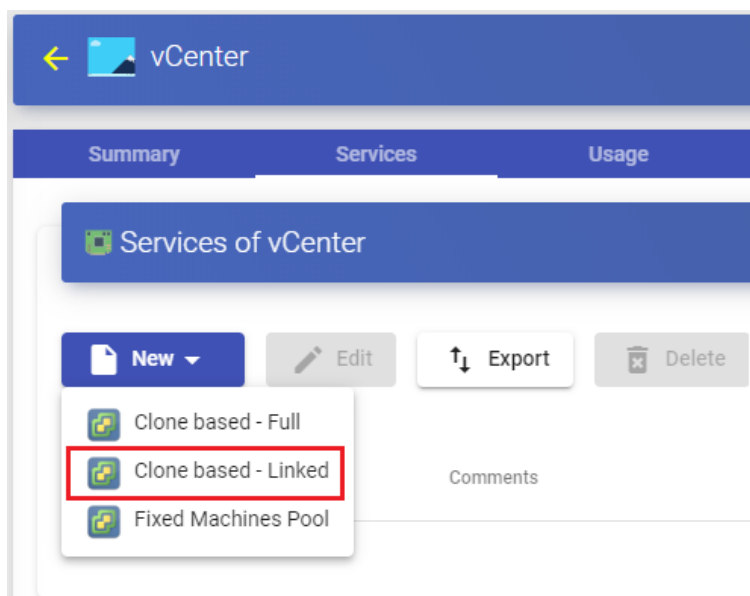 vCenter
Summary Services Usage
Services of vCenter
New Edit Export Delete
Clone based - Full
Clone based - Linked
Comments
Fixed Machines Pool